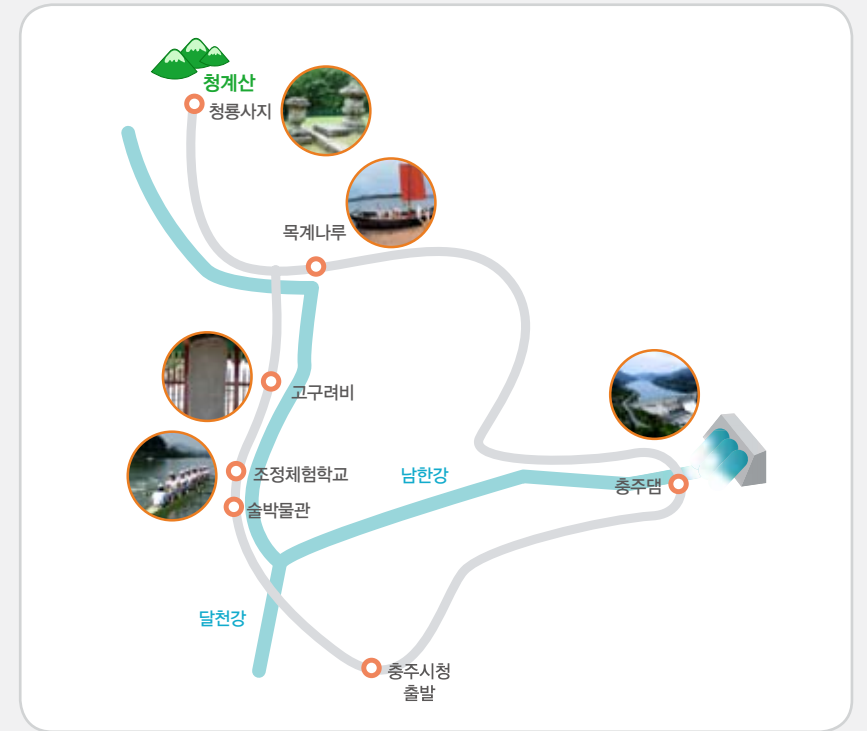 청계산
청룡사지
목계나루
고구려비
조정체험학교
남한강
충주댐
술박물관
달천강
충주시청
출발